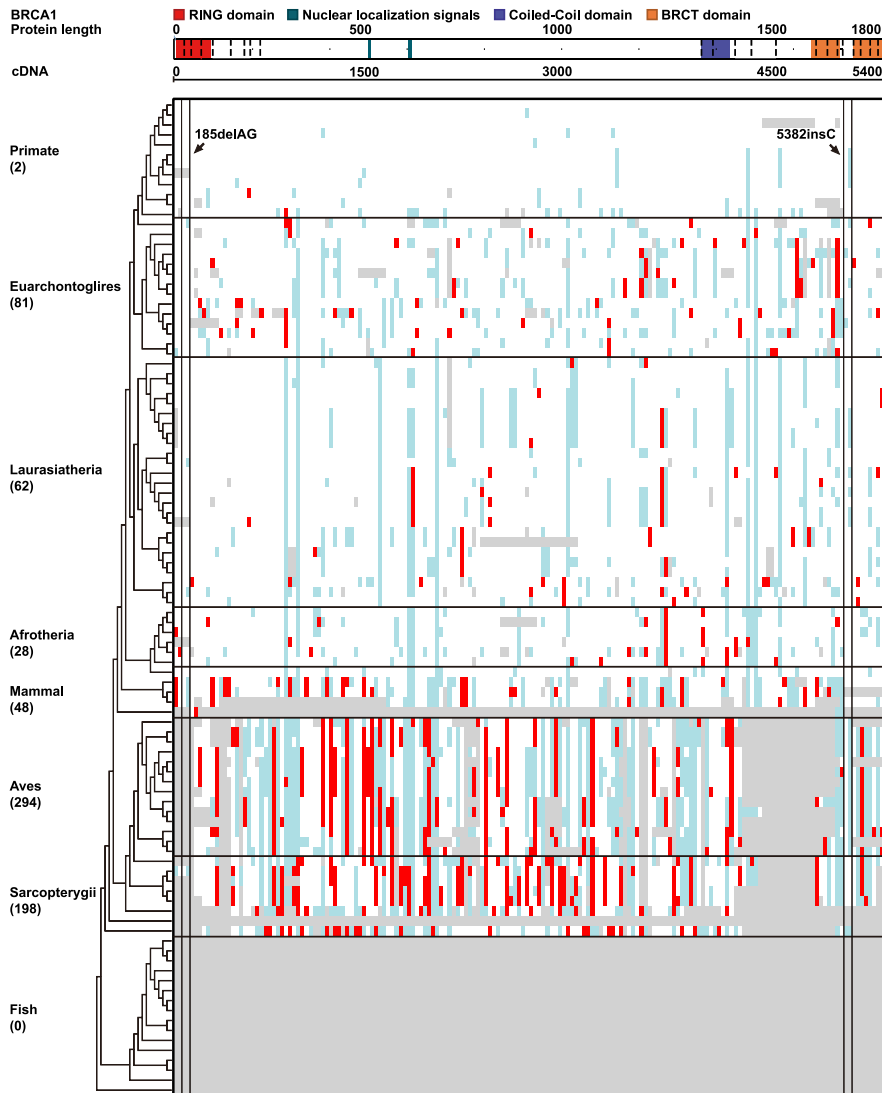 BRCA1
RING domain Nuclear localization signals Coiled-Coil domain BRCT domain
Protein length
0 500 1000 1500 1800
cDNA
0 1500 3000 4500 5400
185delAG 5382insC
Primate
(2)
Euarchontoglires
(81)
Laurasiatheria
(62)
Afrotheria
(28)
Mammal
(48)
Aves
(294)
Sarcopterygii
(198)
Fish
(0)